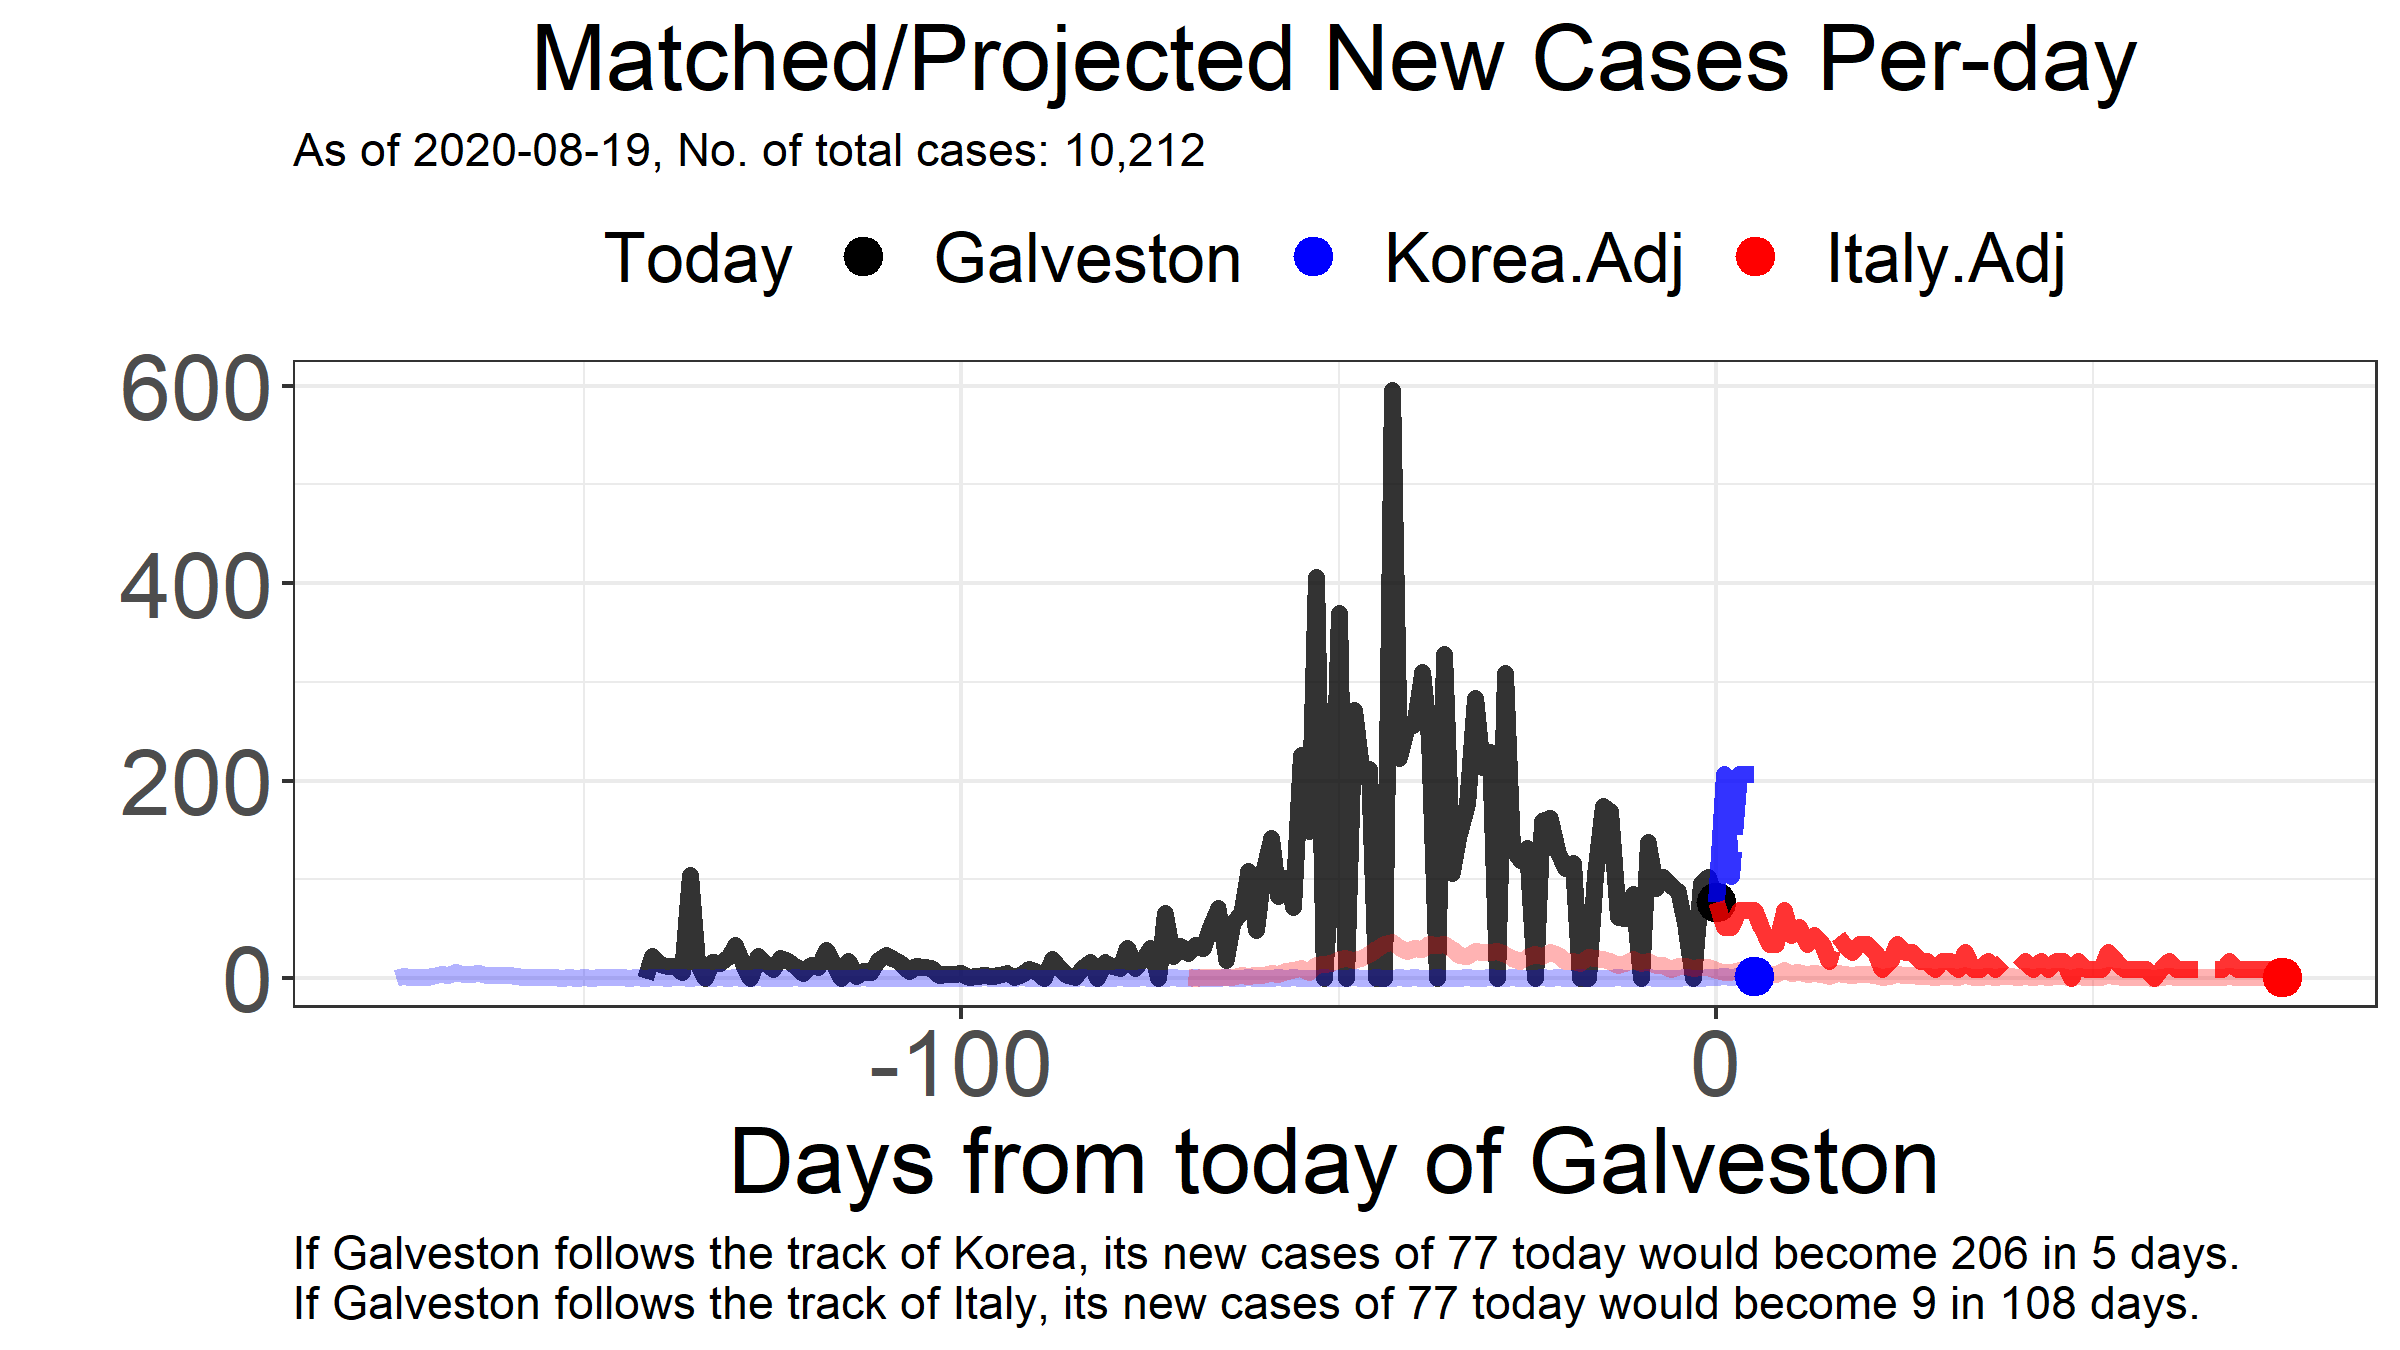 Matched/Projected New Cases Per-day
As of 2020-08-19, No. of total cases: 10,212
Today Galveston Korea.Adj Italy.Adj
600
400
200
0
-100 0
Days from today of Galveston
If Galveston follows the track of Korea, its new cases of 77 today would become 206 in 5 days.
If Galveston follows the track of Italy, its new cases of 77 today would become 9 in 108 days.